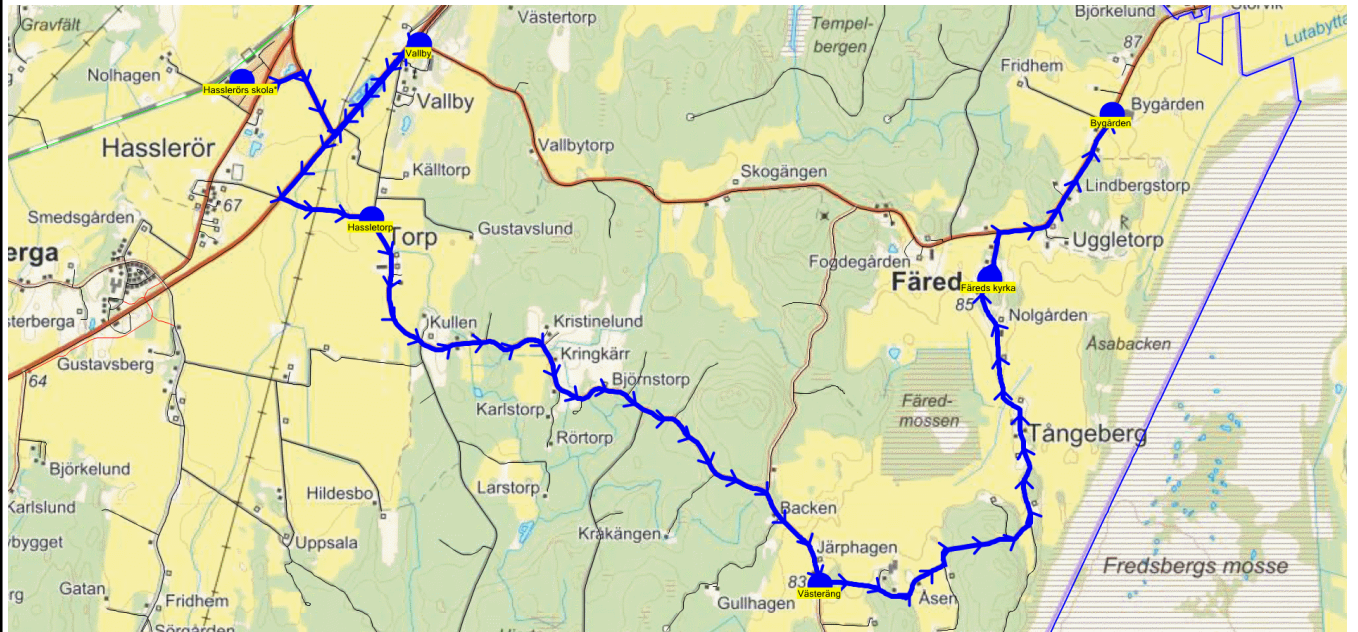 Gravfält
Västertorp
Tempel-
bergen
Björkelund
Storvik
Lutabytta
87
Nolhagen
Hasslerörs skola
Vallby
Fridhem
Vallby
Bygården
Bygården
Hasslerör
Vallbytorp
Källtorp
Skogängen
Lindbergstorp
67
Smedsgården
Hassletorp
Torp
Gustavslund
Uggletorp
erga
Fogdegården
Färed
Färeds kyrka
85
sterberga
Kullen
Kristinelund
Nolgården
Gustavsberg
Kringkärr
Åsabacken
64
Björnstorp
Karlstorp
Färed-
mossen
Rörtorp
Tångeberg
Björkelund
Hildesbo
Larstorp
Karlslund
Backen
Kråkängen
ybygget
Uppsala
Järphagen
Fredsbergs mosse
83
Gatan
Västeräng
Åsen
rg
Fridhem
Gullhagen
Sörgården